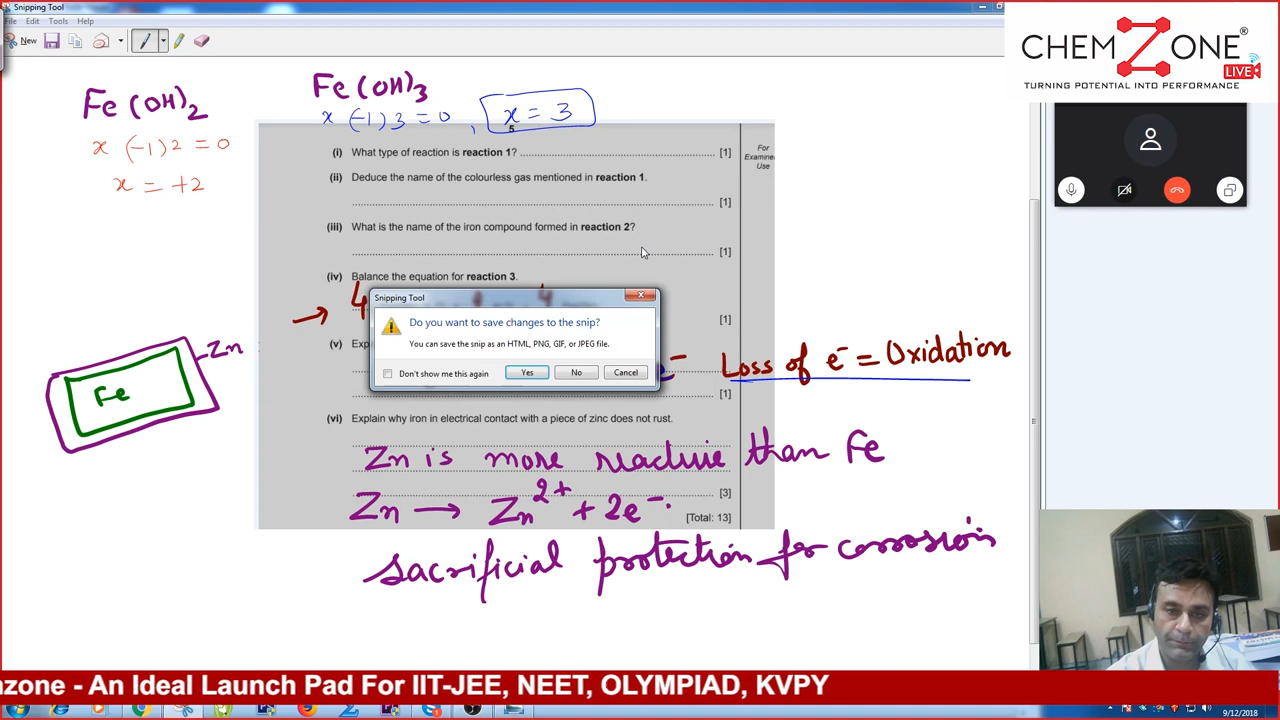 Snipping Tool
File Edit Tools Help
New
CHEMZONE®
LIVE
TURNING POTENTIAL INTO PERFORMANCE
Fe(OH)2
x (-1) 2 = 0
x = +2
Fe(OH)3
x (-1) 3 = 0 , x = 3
5
For
Examiner
Use
(i) What type of reaction is reaction 1? [1]
(ii) Deduce the name of the colourless gas mentioned in reaction 1.
[1]
(iii) What is the name of the iron compound formed in reaction 2?
[1]
(iv) Balance the equation for reaction 3.
→ 4 4 4
[1]
Snipping Tool
Do you want to save changes to the snip?
You can save the snip as an HTML, PNG, GIF, or JPEG file.
Don't show me this again Yes No Cancel
(v) Exp
e⁻ Loss of e⁻ = Oxidation
[1]
Zn
Fe
(vi) Explain why iron in electrical contact with a piece of zinc does not rust.
Zn is more reactive than Fe
[3]
Zn → Zn²⁺ + 2e⁻.
[Total: 13]
sacrificial protection for corrosion
nzone - An Ideal Launch Pad For IIT-JEE, NEET, OLYMPIAD, KVPY
9/12/2018